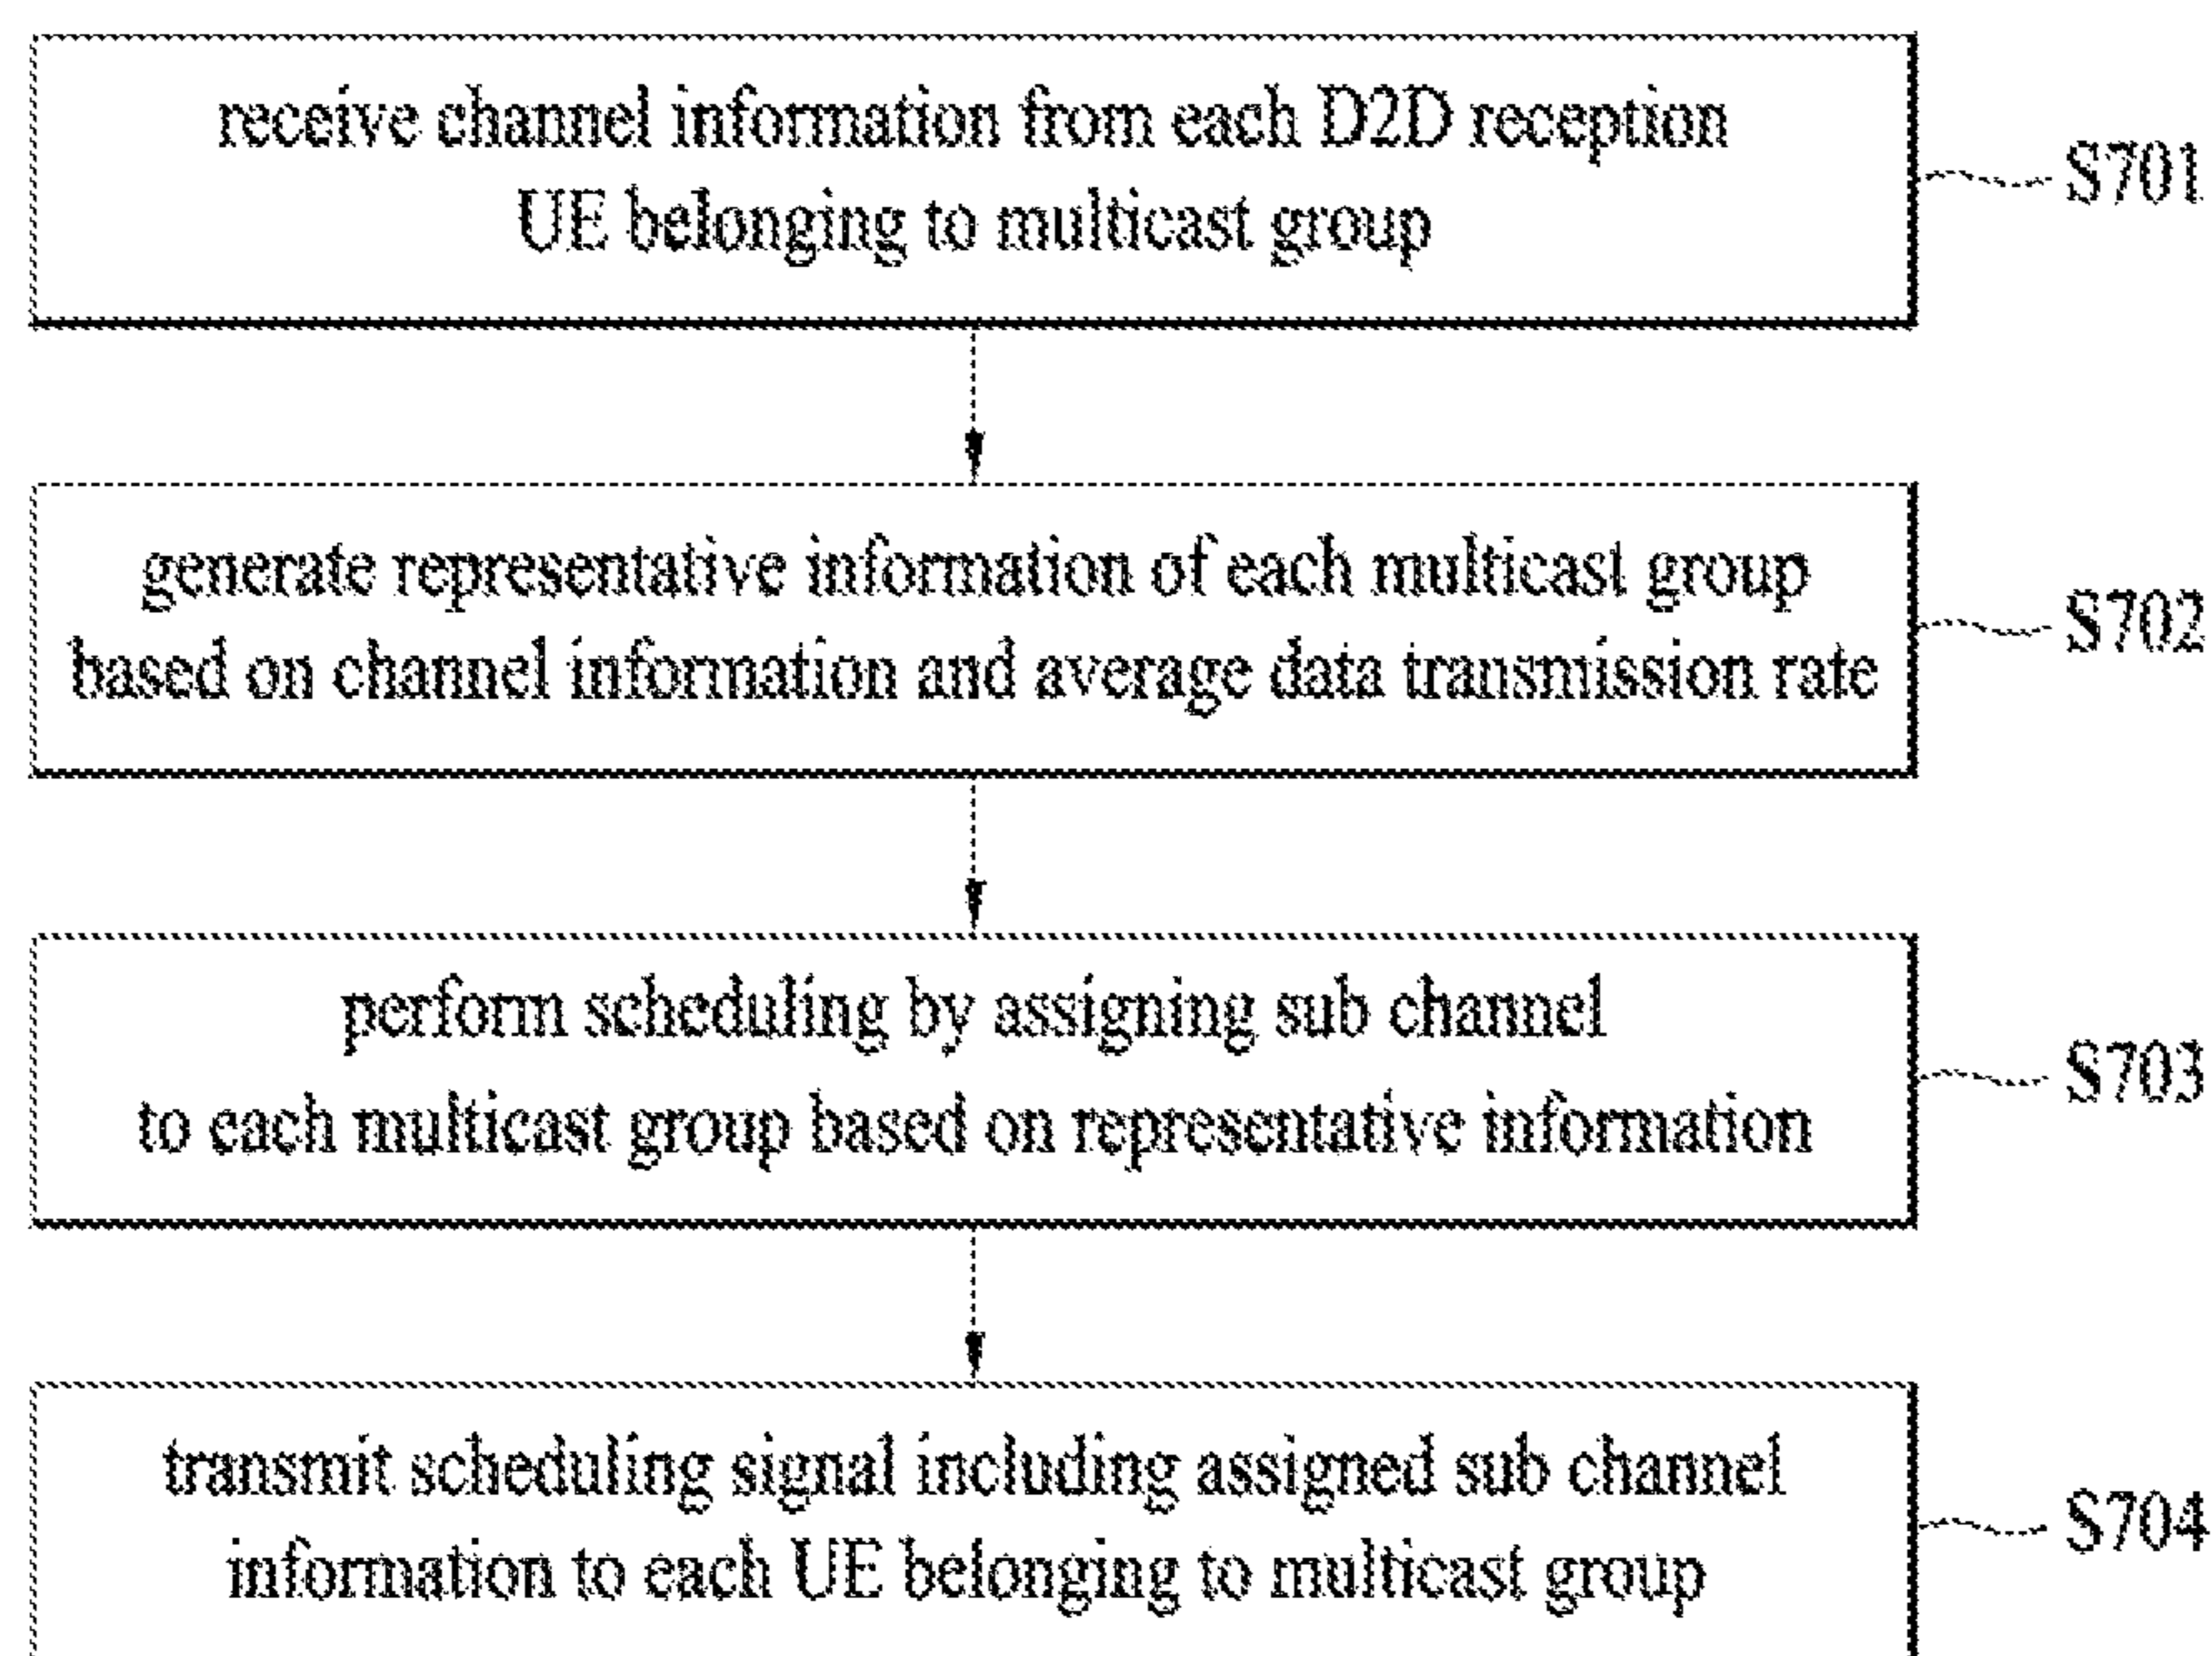 receive channel information from each D2D reception
UE belonging to multicast group
S701
generate representative information of each multicast group
based on channel information and average data transmission rate
S702
perform scheduling by assigning sub channel
to each multicast group based on representative information
S703
transmit scheduling signal including assigned sub channel
information to each UE belonging to multicast group
S704